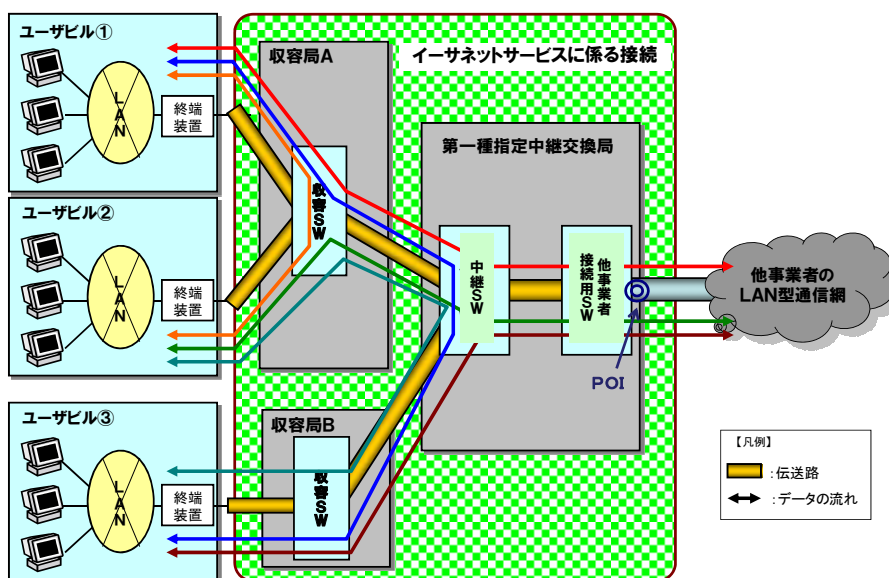 ユーザビル①
LAN
終端
装置
ユーザビル②
LAN
終端
装置
ユーザビル③
LAN
終端
装置
収容局A
収容SW
収容局B
収容SW
イーサネットサービスに係る接続
第一種指定中継交換局
中継SW
他事業者
接続用SW
POI
他事業者の
LAN型通信網
【凡例】
:伝送路
:データの流れ